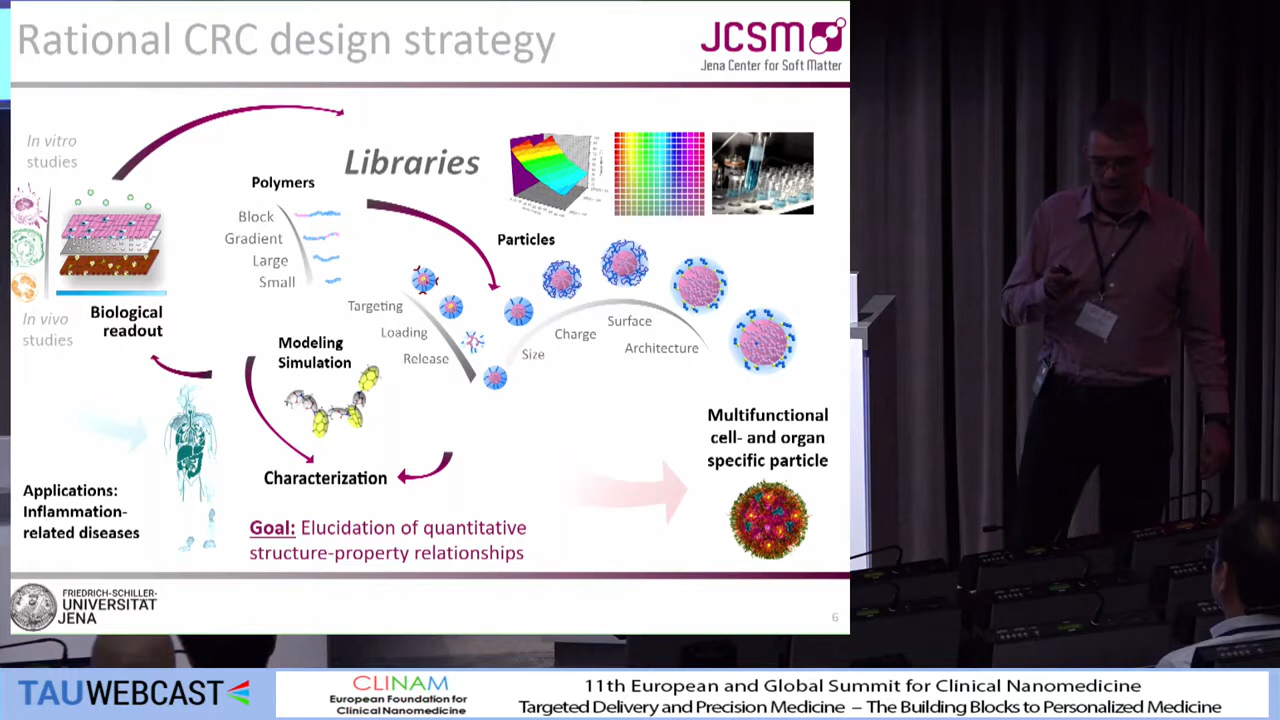 Rational CRC design strategy
JCSM
Jena Center for Soft Matter
In vitro
studies
Libraries
Polymers
Block
Gradient
Large
Small
Particles
Targeting
Loading
Release
Size
Charge
Surface
Architecture
Biological
readout
In vivo
studies
Modeling
Simulation
Multifunctional
cell- and organ
specific particle
Characterization
Applications:
Inflammation-
related diseases
Goal: Elucidation of quantitative
structure-property relationships
FRIEDRICH-SCHILLER-
UNIVERSITÄT
JENA
6
TAUWEBCAST
CLINAM
European Foundation for
Clinical Nanomedicine
11th European and Global Summit for Clinical Nanomedicine
Targeted Delivery and Precision Medicine – The Building Blocks to Personalized Medicine